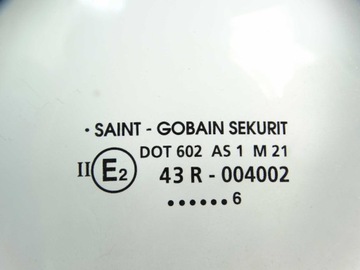 · SAINT - GOBAIN SEKURIT
DOT 602 AS 1 M 21
II E2 43 R - 004002
••••••6